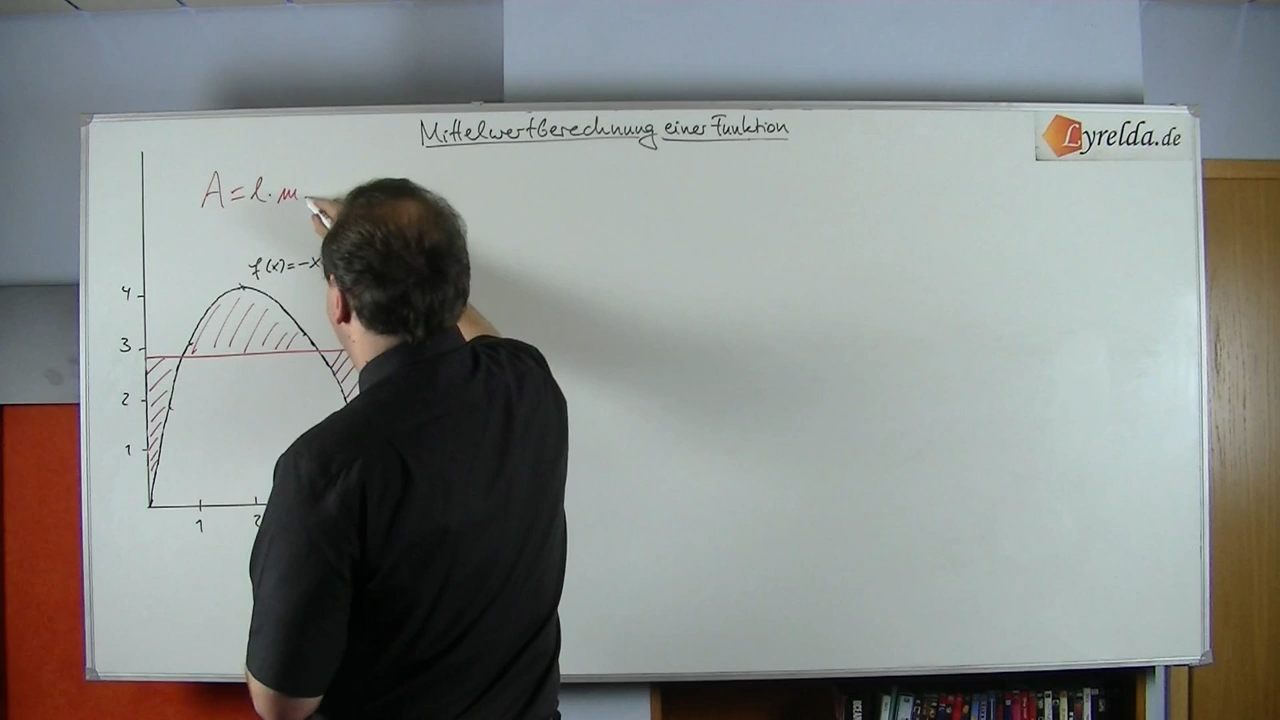 Mittelwertberechnung einer Funktion
Lyrelda.de
A = l · m
f(x) = -x
4
3
2
1
1
2